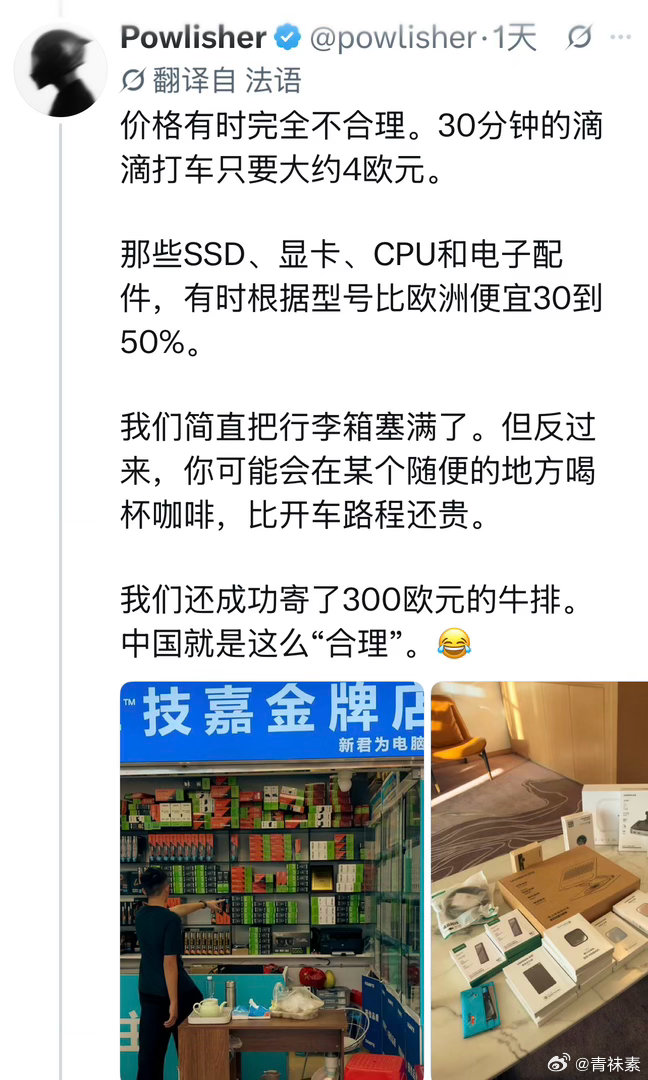 Powlisher @powlisher·1天
翻译自 法语
价格有时完全不合理。30分钟的滴
滴打车只要大约4欧元。
那些SSD、显卡、CPU和电子配
件，有时根据型号比欧洲便宜30到
50%。
我们简直把行李箱塞满了。但反过
来，你可能会在某个随便的地方喝
杯咖啡，比开车路程还贵。
我们还成功寄了300欧元的牛排。
中国就是这么“合理”。😂
TM 技嘉金牌店
新君为电脑
@青袜素